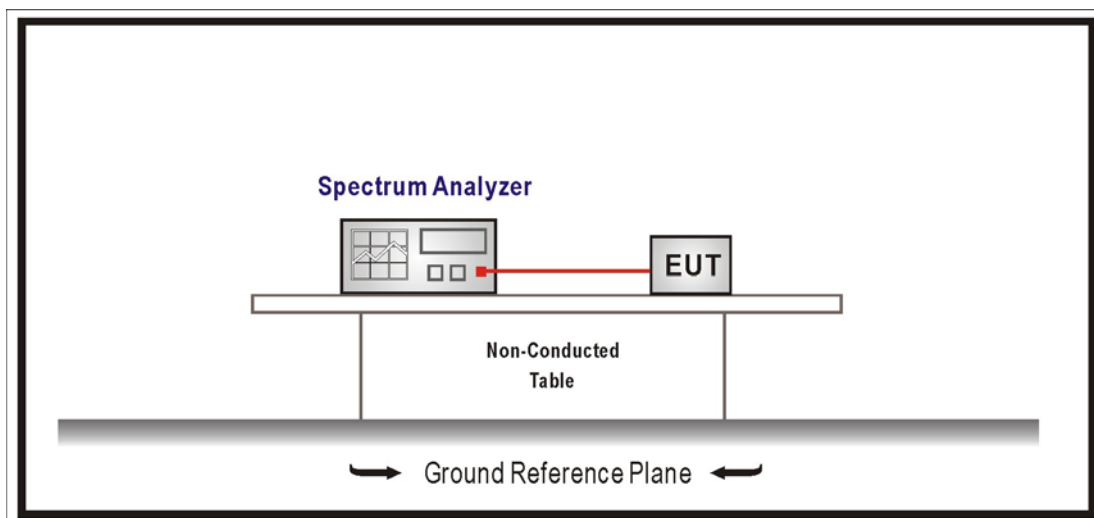 Spectrum Analyzer
EUT
Non-Conducted
Table
Ground Reference Plane